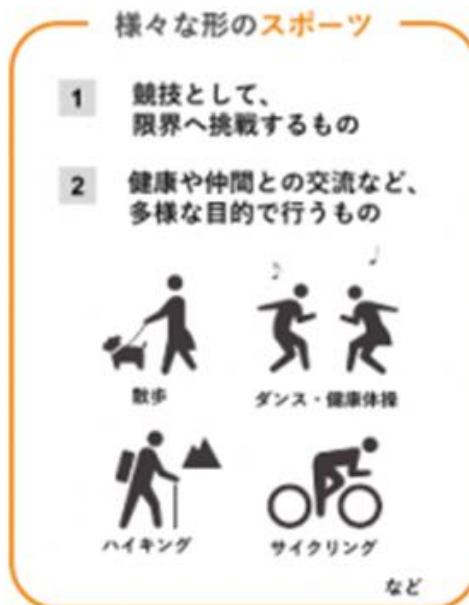 様々な形のスポーツ
1 競技として、
限界へ挑戦するもの
2 健康や仲間との交流など、
多様な目的で行うもの
散歩
ダンス・健康体操
ハイキング
サイクリング
など